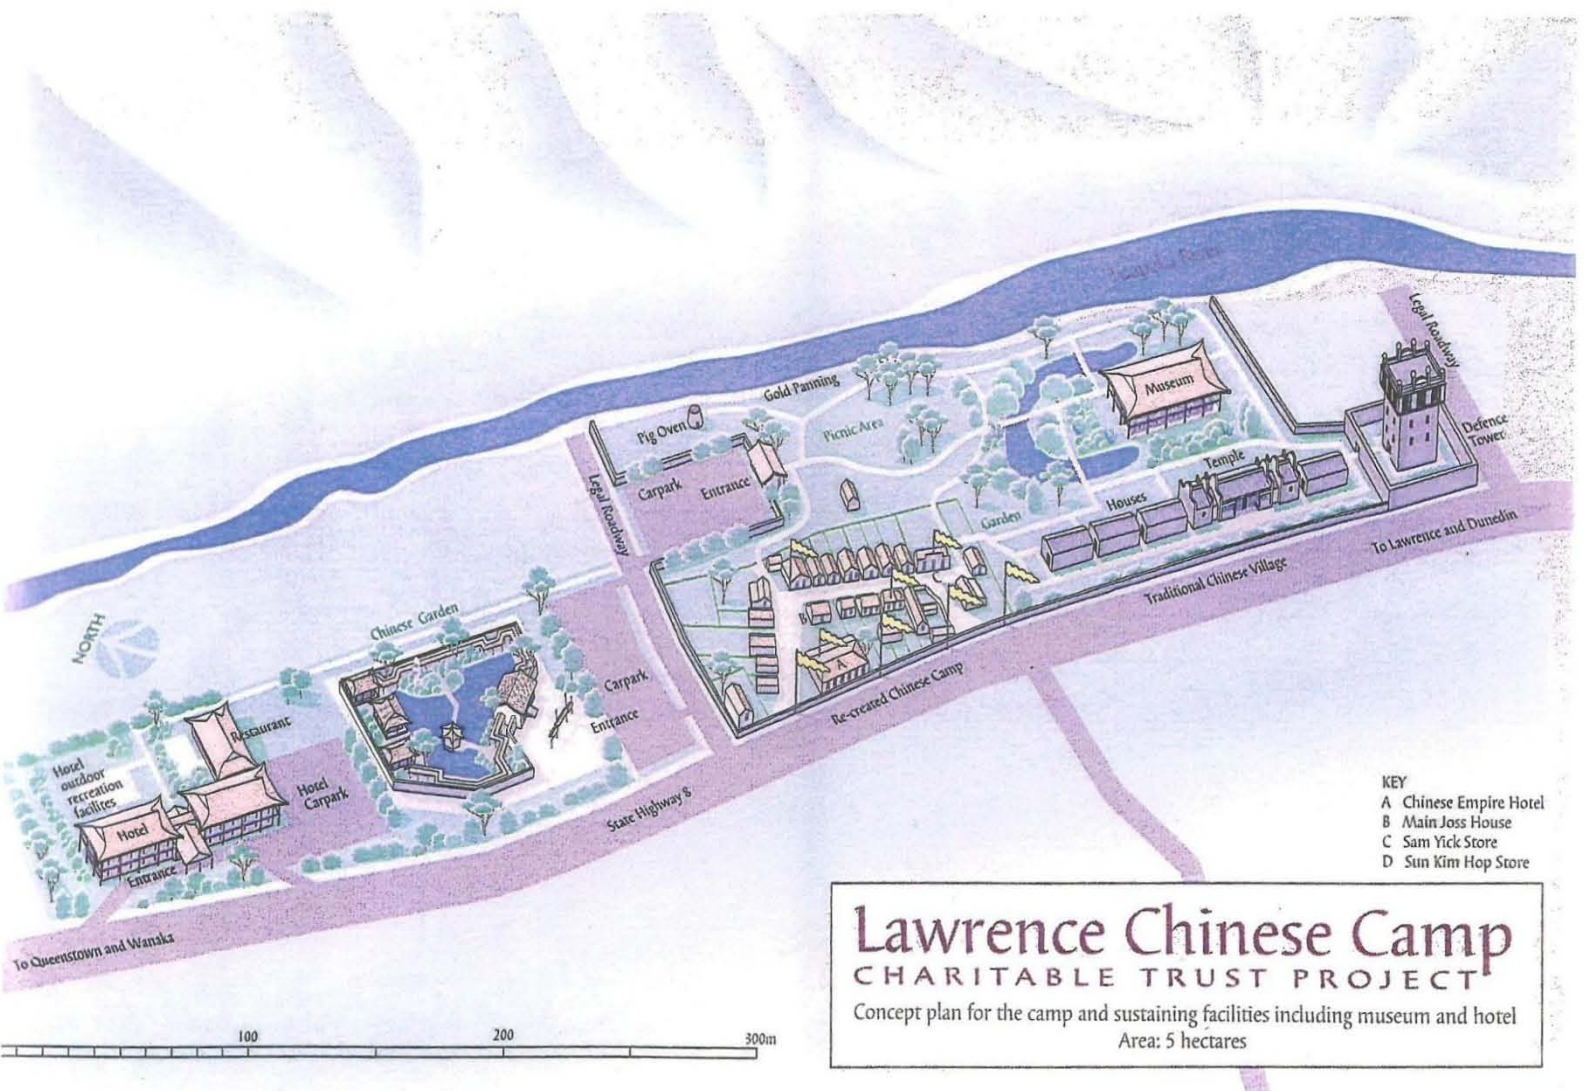 Legal Roadway
Museum
Gold Panning
Pig Oven
Picnic Area
Defence
Tower
Temple
Carpark
Entrance
Legal Roadway
Houses
Garden
To Lawrence and Dunedin
Traditional Chinese Village
NORTH
Chinese Garden
B
A
Carpark
Re-created Chinese Camp
Entrance
Restaurant
Hotel
outdoor
recreation
facilites
Hotel
Carpark
State Highway 8
Hotel
Entrance
To Queenstown and Wanaka
KEY
A Chinese Empire Hotel
B Main Joss House
C Sam Yick Store
D Sun Kim Hop Store
Lawrence Chinese Camp
CHARITABLE TRUST PROJECT
Concept plan for the camp and sustaining facilities including museum and hotel
Area: 5 hectares
100
200
300m